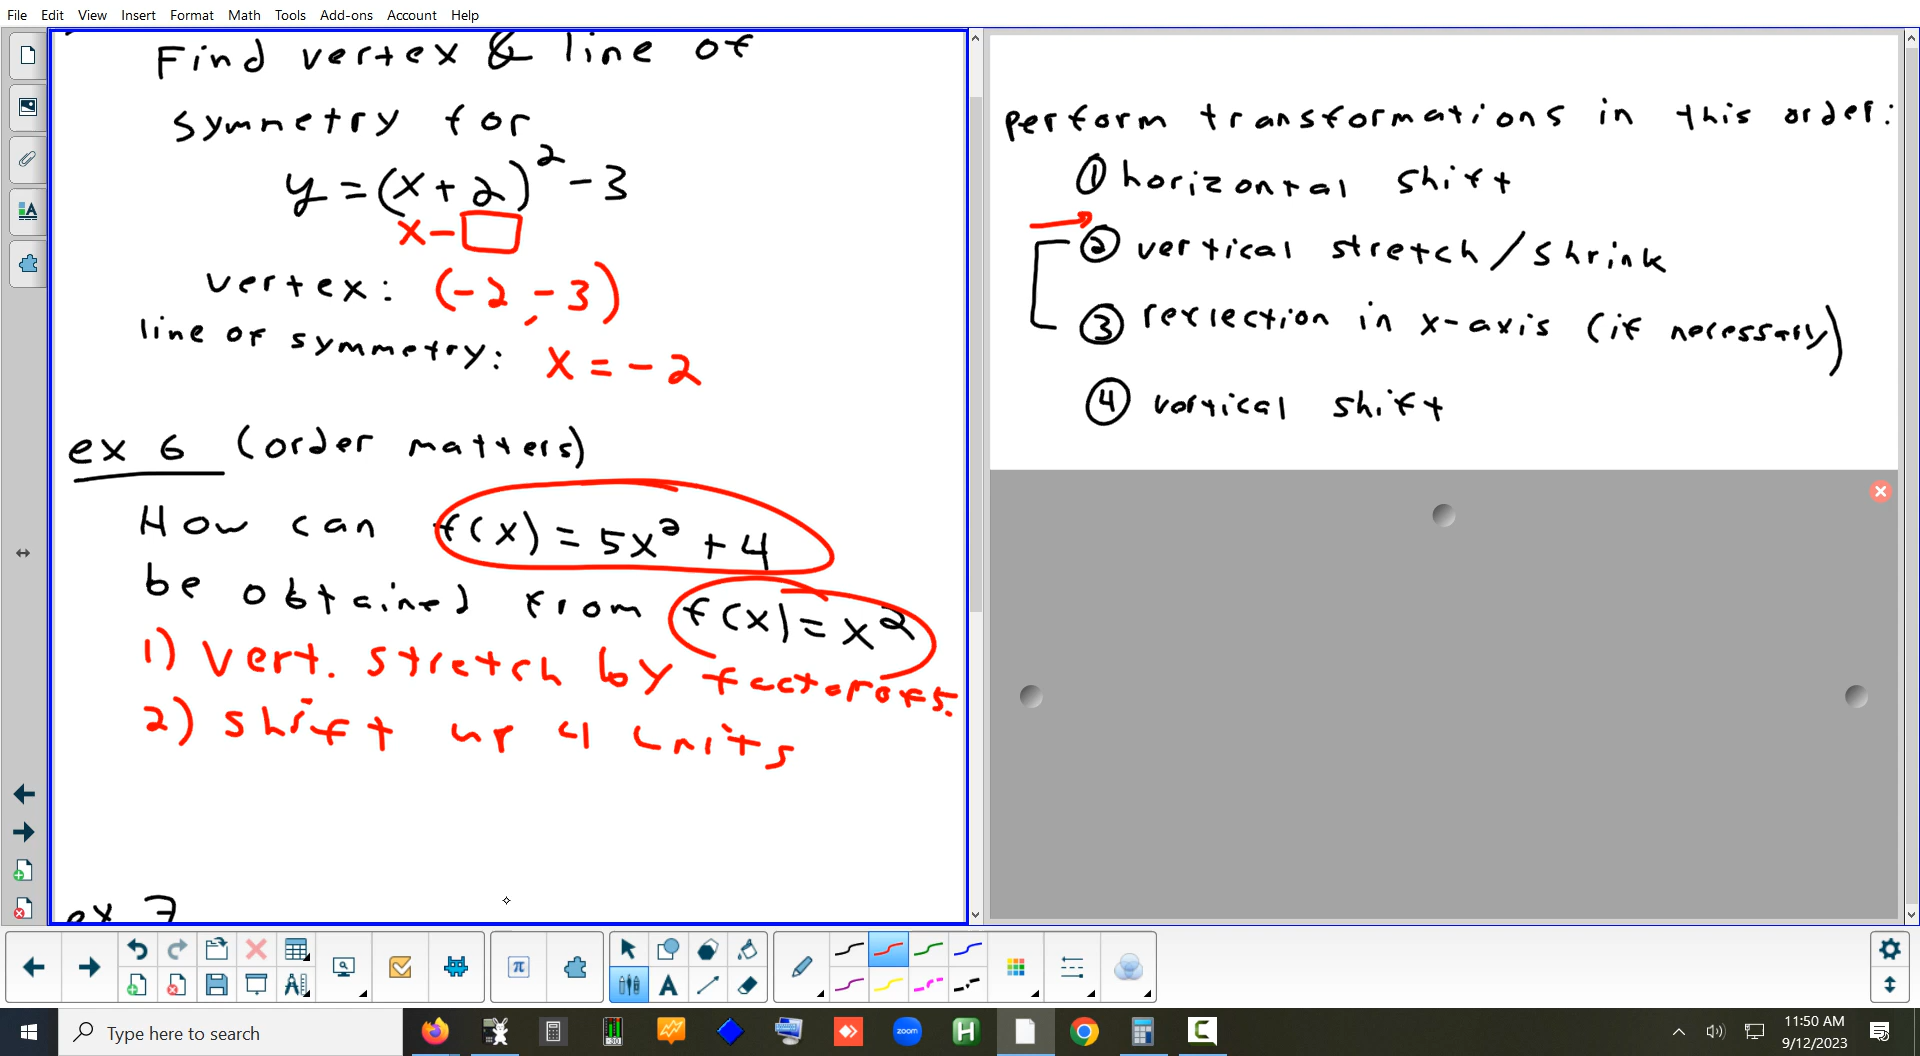 File Edit View Insert Format Math Tools Add-ons Account Help
Find vertex & line of
symmetry for
y = (x + 2)² - 3
x - □
vertex: (-2, -3)
line of symmetry: x = -2
ex 6 (order matters)
How can f(x) = 5x² + 4
be obtained from f(x) = x²
1) vert. stretch by factor of 5.
2) shift up 4 units
ex 7
perform transformations in this order:
① horizontal shift
② vertical stretch/shrink
③ reflection in x-axis (if necessary)
④ vertical shift
Type here to search
zoom
11:50 AM
9/12/2023